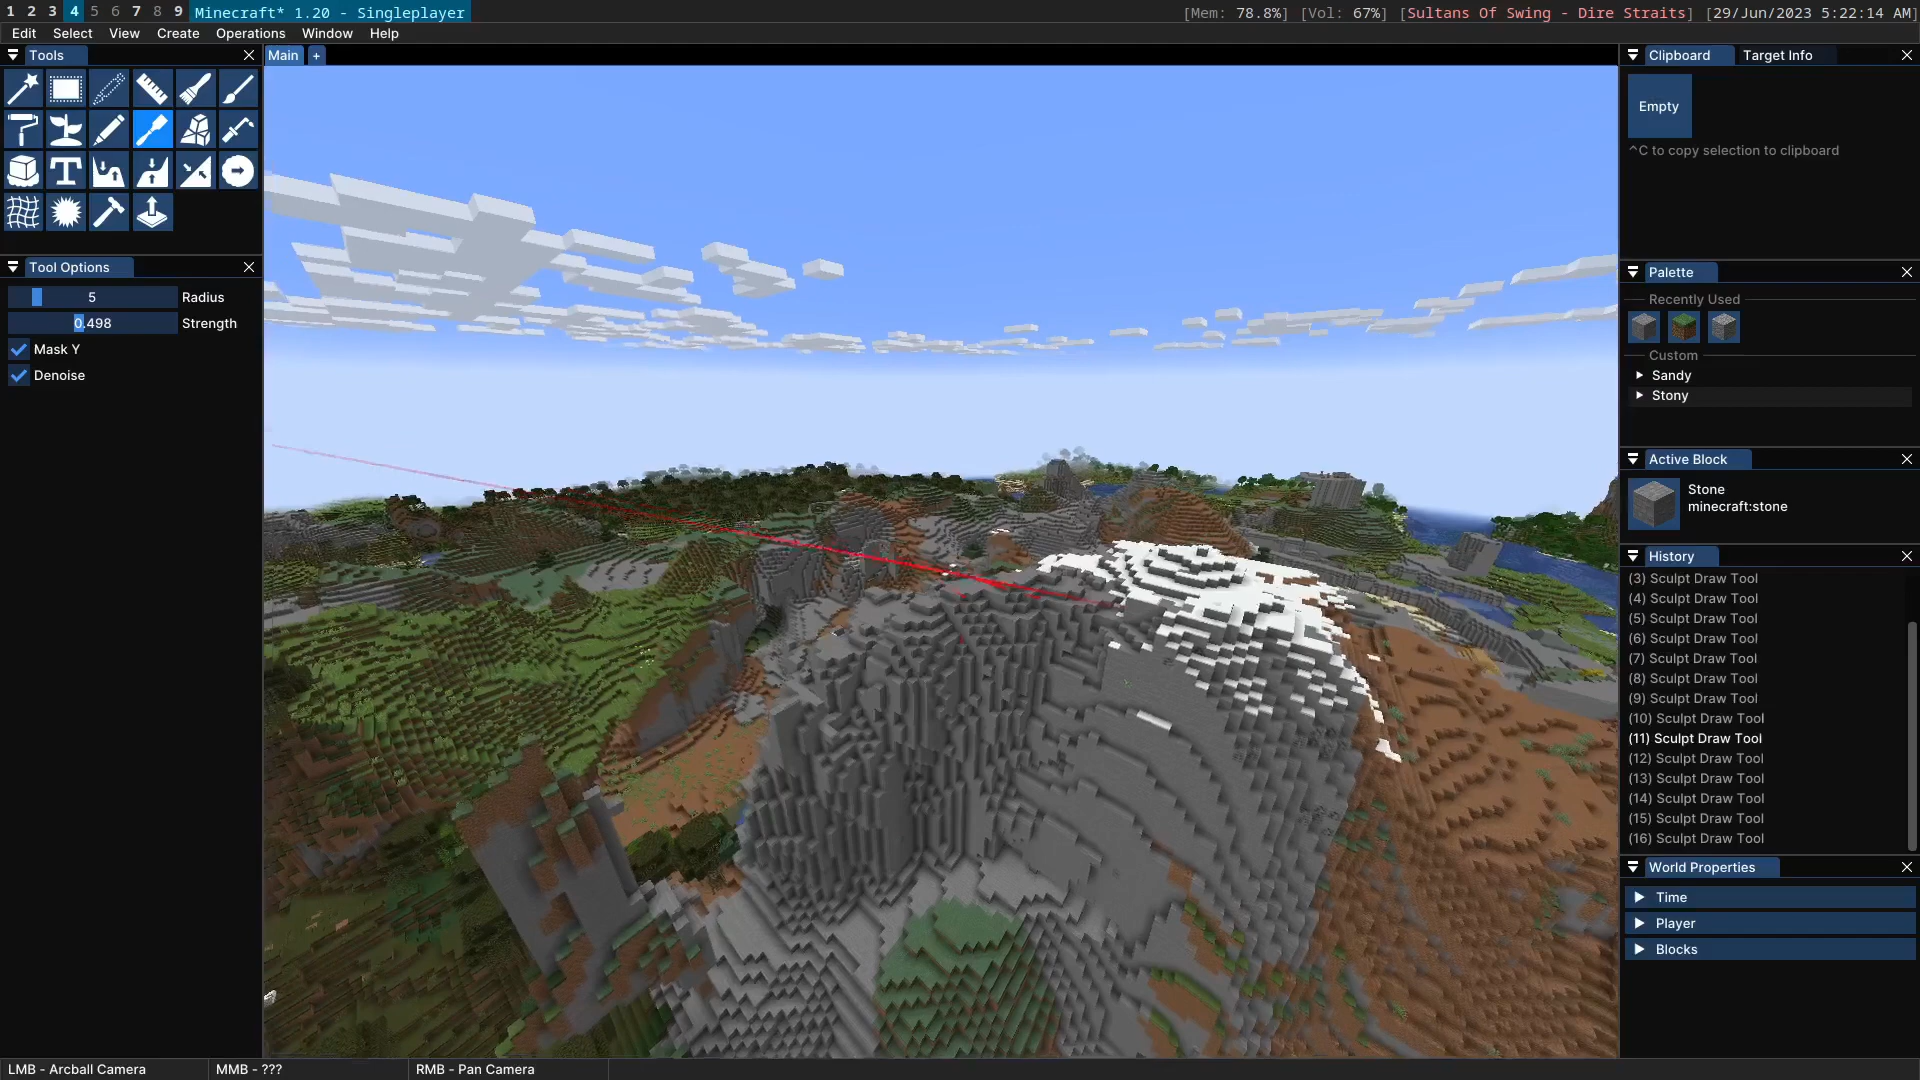 1 2 3 4 5 6 7 8 9 Minecraft* 1.20 - Singleplayer [Mem: 78.8%] [Vol: 67%] [Sultans Of Swing - Dire Straits] [29/Jun/2023 5:22:14 AM]
Edit Select View Create Operations Window Help
Tools
Main +
Tool Options
5 Radius
0.498 Strength
Mask Y
Denoise
Clipboard Target Info
Empty
^C to copy selection to clipboard
Palette
Recently Used
Custom
Sandy
Stony
Active Block
Stone
minecraft:stone
History
(3) Sculpt Draw Tool
(4) Sculpt Draw Tool
(5) Sculpt Draw Tool
(6) Sculpt Draw Tool
(7) Sculpt Draw Tool
(8) Sculpt Draw Tool
(9) Sculpt Draw Tool
(10) Sculpt Draw Tool
(11) Sculpt Draw Tool
(12) Sculpt Draw Tool
(13) Sculpt Draw Tool
(14) Sculpt Draw Tool
(15) Sculpt Draw Tool
(16) Sculpt Draw Tool
World Properties
Time
Player
Blocks
LMB - Arcball Camera MMB - ??? RMB - Pan Camera